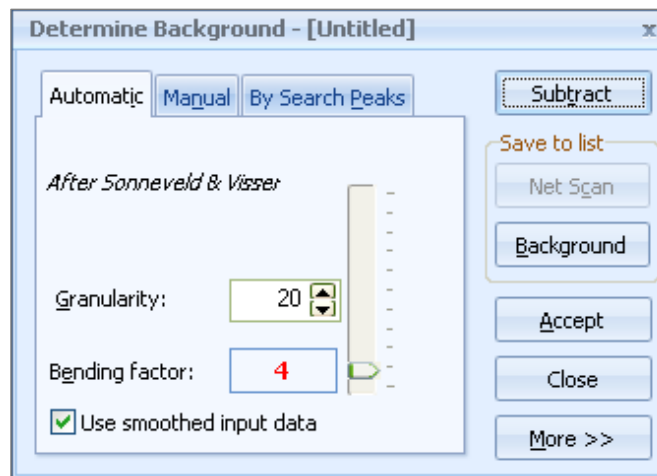 Determine Background - [Untitled] x
Automatic Manual By Search Peaks
After Sonneveld & Visser
Granularity: 20
Bending factor: 4
Use smoothed input data
Subtract
Save to list
Net Scan
Background
Accept
Close
More >>